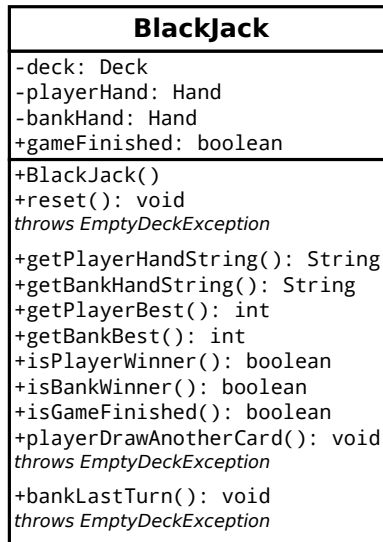 BlackJack
-deck: Deck
-playerHand: Hand
-bankHand: Hand
+gameFinished: boolean
+BlackJack()
+reset(): void
throws EmptyDeckException
+getPlayerHandString(): String
+getBankHandString(): String
+getPlayerBest(): int
+getBankBest(): int
+isPlayerWinner(): boolean
+isBankWinner(): boolean
+isGameFinished(): boolean
+playerDrawAnotherCard(): void
throws EmptyDeckException
+bankLastTurn(): void
throws EmptyDeckException